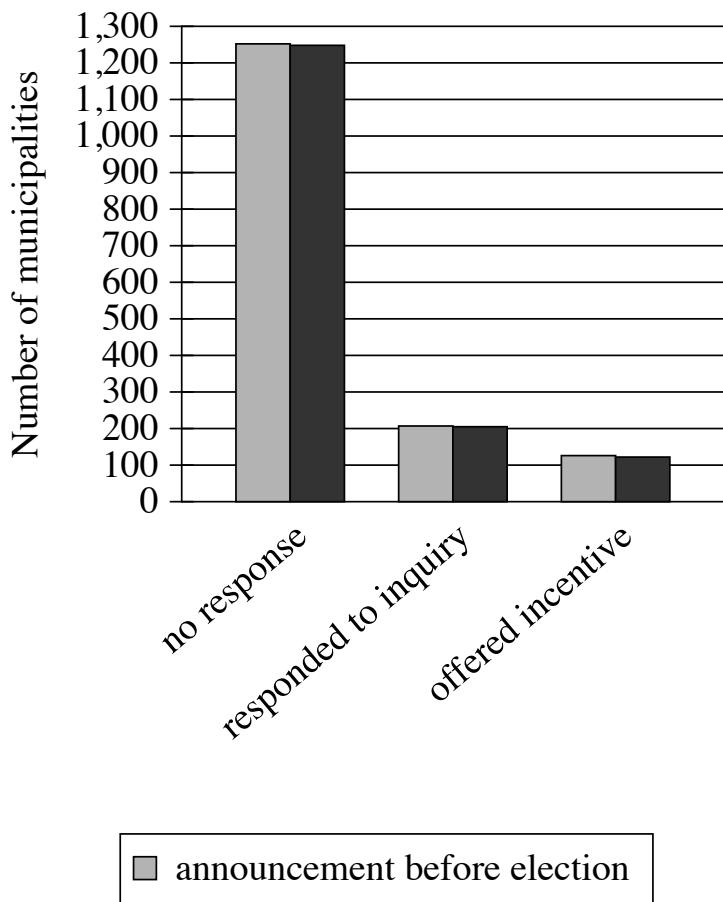 Number of municipalities
1,300
1,200
1,100
1,000
900
800
700
600
500
400
300
200
100
0
no response
responded to inquiry
offered incentive
announcement before election